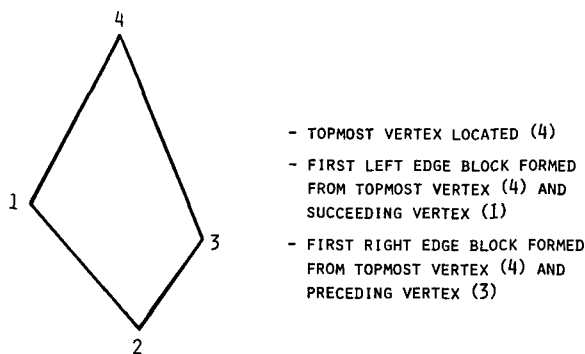 4
- TOPMOST VERTEX LOCATED (4)
- FIRST LEFT EDGE BLOCK FORMED
FROM TOPMOST VERTEX (4) AND
SUCCEEDING VERTEX (1)
1
- FIRST RIGHT EDGE BLOCK FORMED
FROM TOPMOST VERTEX (4) AND
PRECEDING VERTEX (3)
3
2